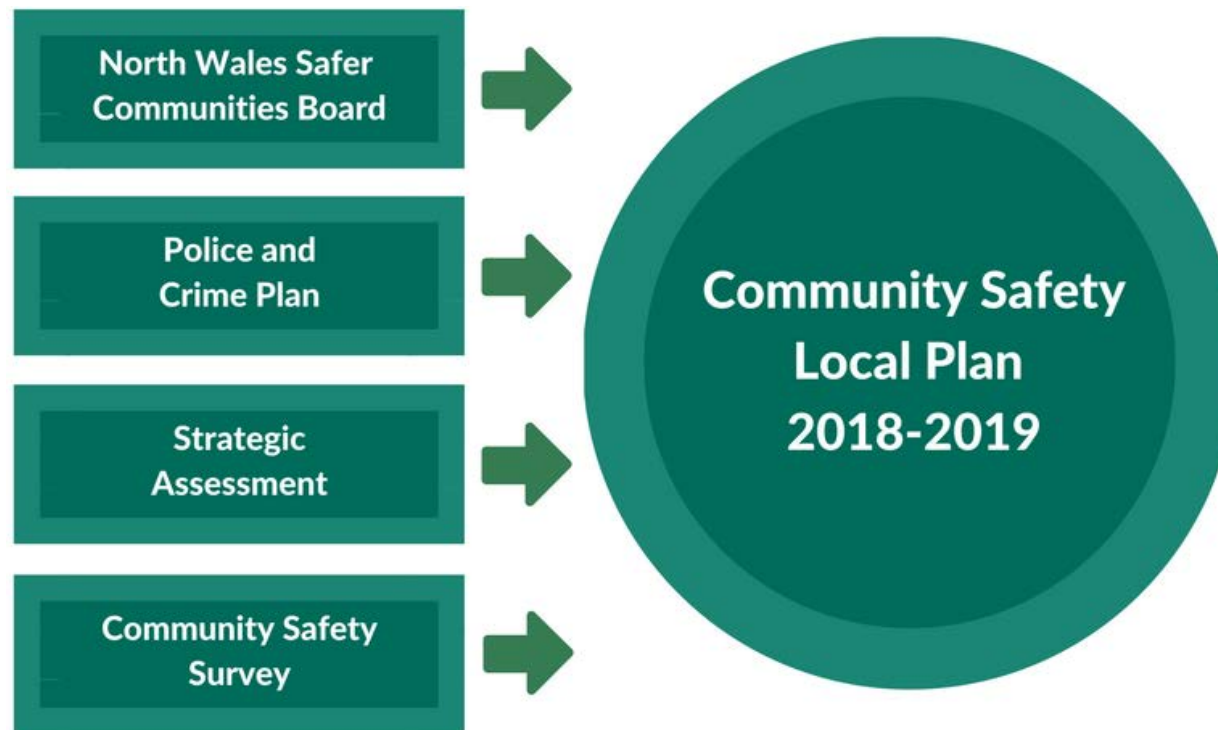 North Wales Safer
Communities Board
Police and
Crime Plan
Strategic
Assessment
Community Safety
Survey
Community Safety
Local Plan
2018-2019